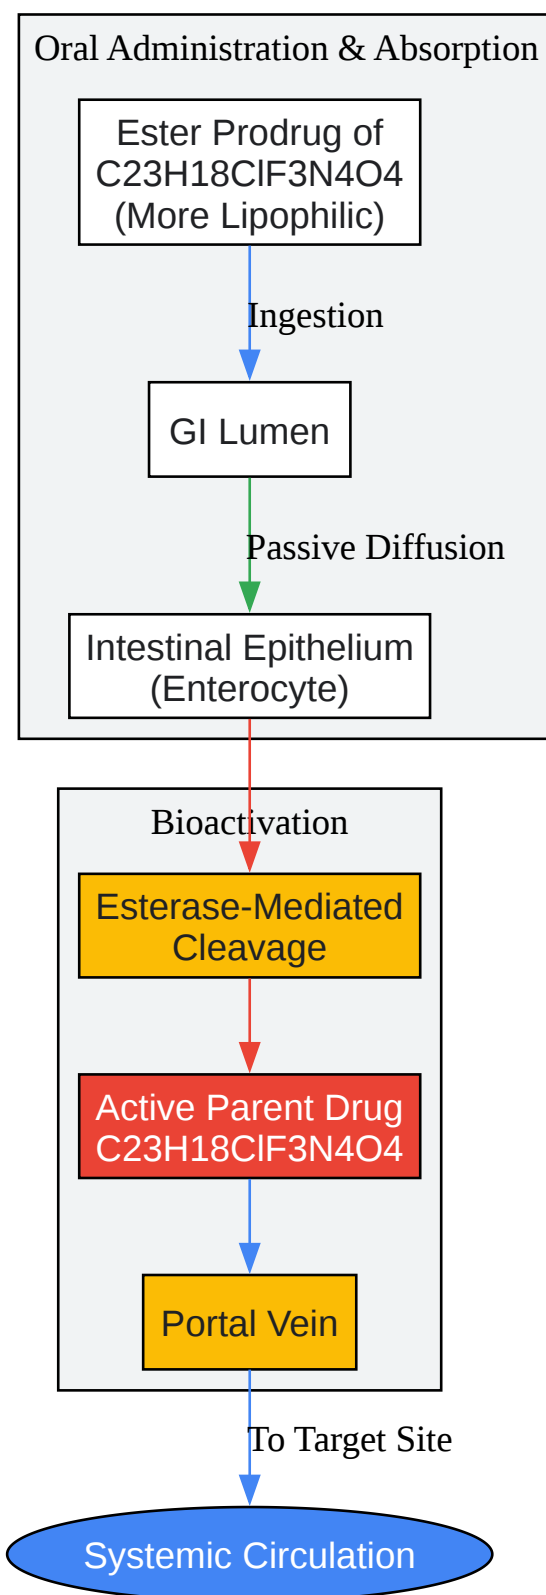 Oral Administration & Absorption
Ester Prodrug of
C23H18ClF3N4O4
(More Lipophilic)
Ingestion
GI Lumen
Passive Diffusion
Intestinal Epithelium
(Enterocyte)
Bioactivation
Esterase-Mediated
Cleavage
Active Parent Drug
C23H18ClF3N4O4
Portal Vein
To Target Site
Systemic Circulation